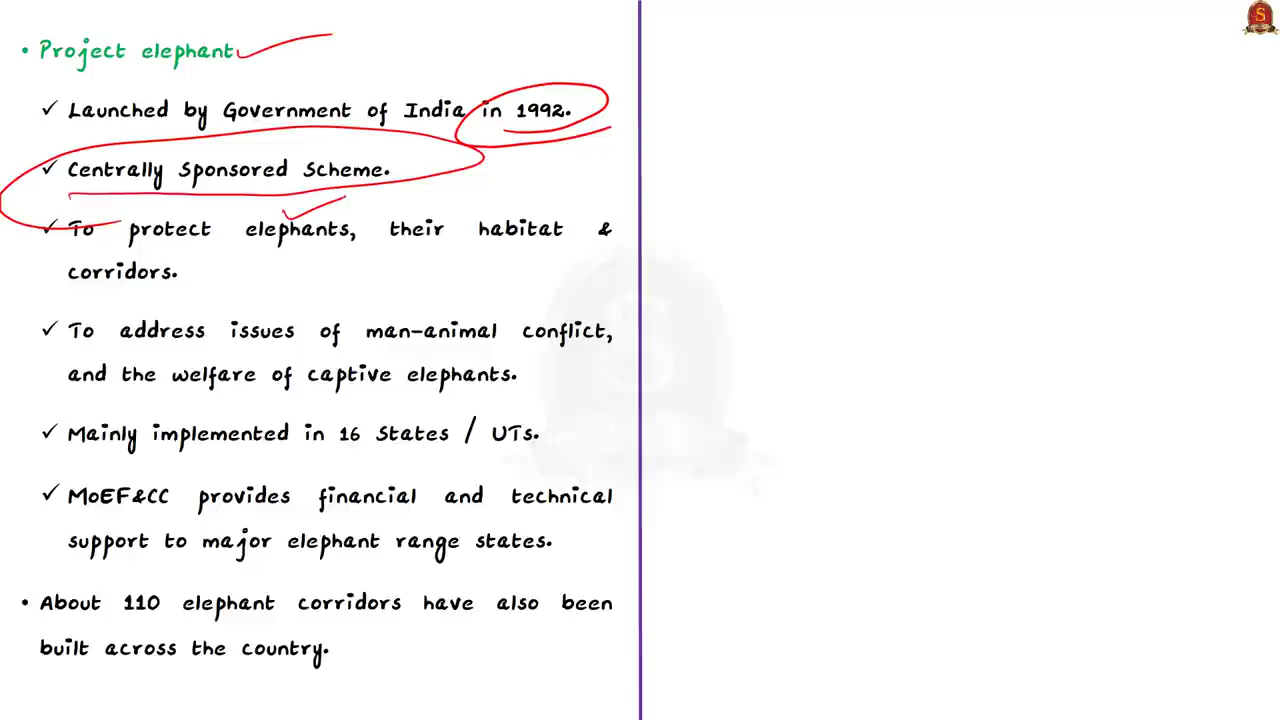 • Project elephant
✓ Launched by Government of India in 1992.
✓ Centrally Sponsored Scheme.
✓ To protect elephants, their habitat &
corridors.
✓ To address issues of man-animal conflict,
and the welfare of captive elephants.
✓ Mainly implemented in 16 States / UTs.
✓ MoEF&CC provides financial and technical
support to major elephant range states.
• About 110 elephant corridors have also been
built across the country.